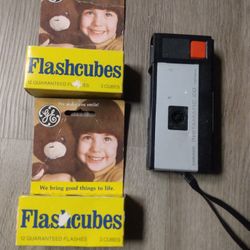 Flashcubes
12 GUARANTEED FLASHES
3 CUBES
GE
We bring good things to life.
Flashcubes
12 GUARANTEED FLASHES
3 CUBES